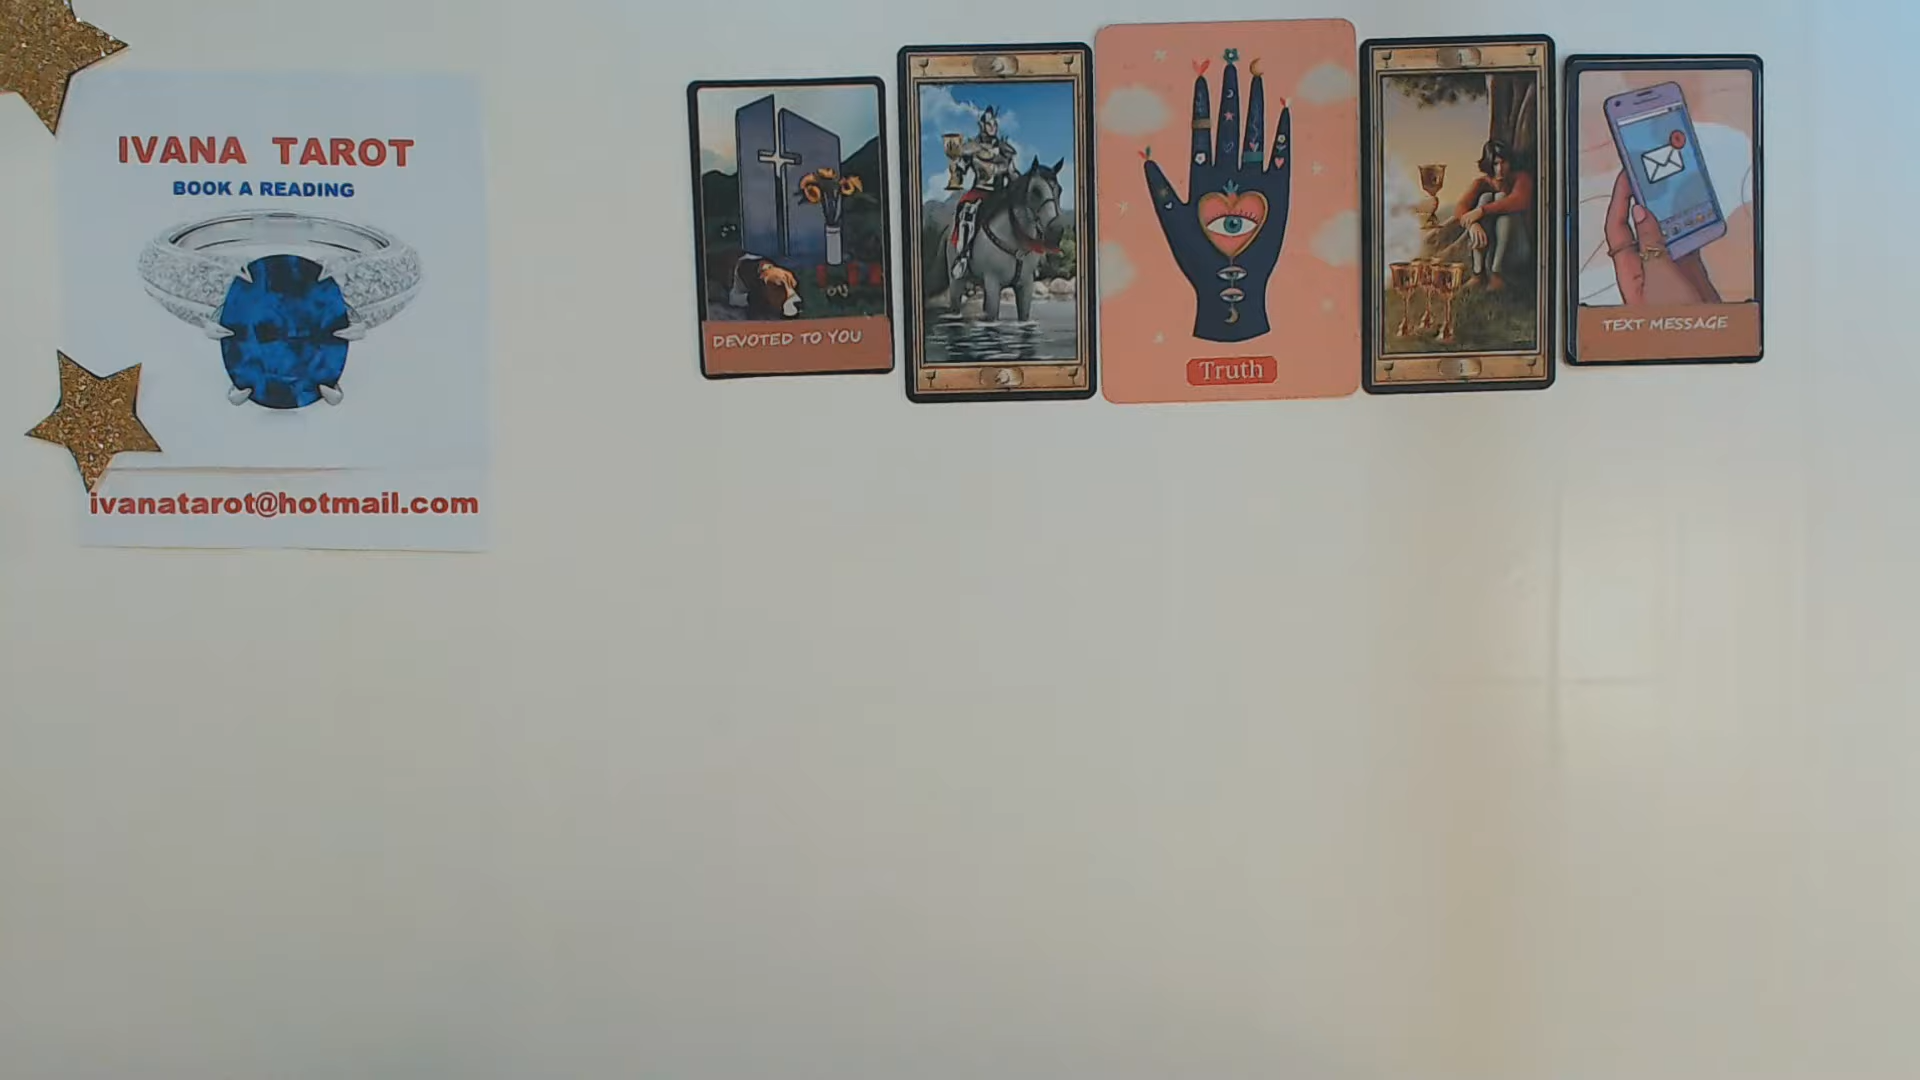 IVANA TAROT
BOOK A READING
ivanatarot@hotmail.com
DEVOTED TO YOU
Truth
TEXT MESSAGE